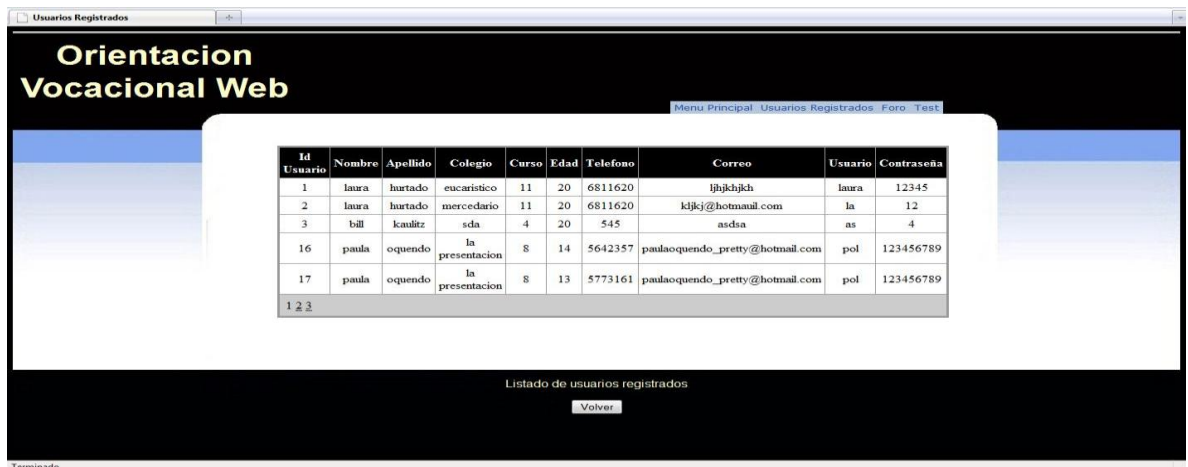 Usuarios Registrados
Orientacion
Vocacional Web
Menu Principal Usuarios Registrados Foro Test
Id Usuario Nombre Apellido Colegio Curso Edad Telefono Correo Usuario Contraseña
1 laura hurtado eucaristico 11 20 6811620 ljhjkhjkh laura 12345
2 laura hurtado mercedario 11 20 6811620 kljkj@hotmauil.com la 12
3 bill kaulitz sda 4 20 545 asdsa as 4
16 paula oquendo la presentacion 8 14 5642357 paulaoquendo_pretty@hotmail.com pol 123456789
17 paula oquendo la presentacion 8 13 5773161 paulaoquendo_pretty@hotmail.com pol 123456789
1 2 3
Listado de usuarios registrados
Volver
Terminado